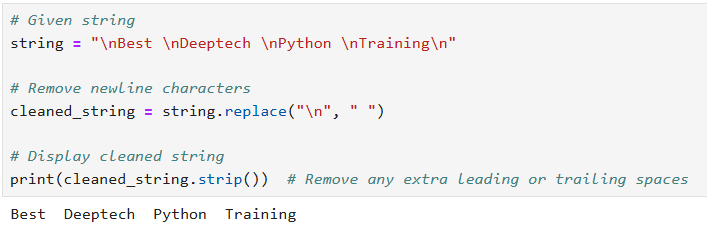 # Given string
string = "\nBest \nDeeptech \nPython \nTraining\n"
# Remove newline characters
cleaned_string = string.replace("\n", " ")
# Display cleaned string
print(cleaned_string.strip())  # Remove any extra leading or trailing spaces
Best  Deeptech  Python  Training